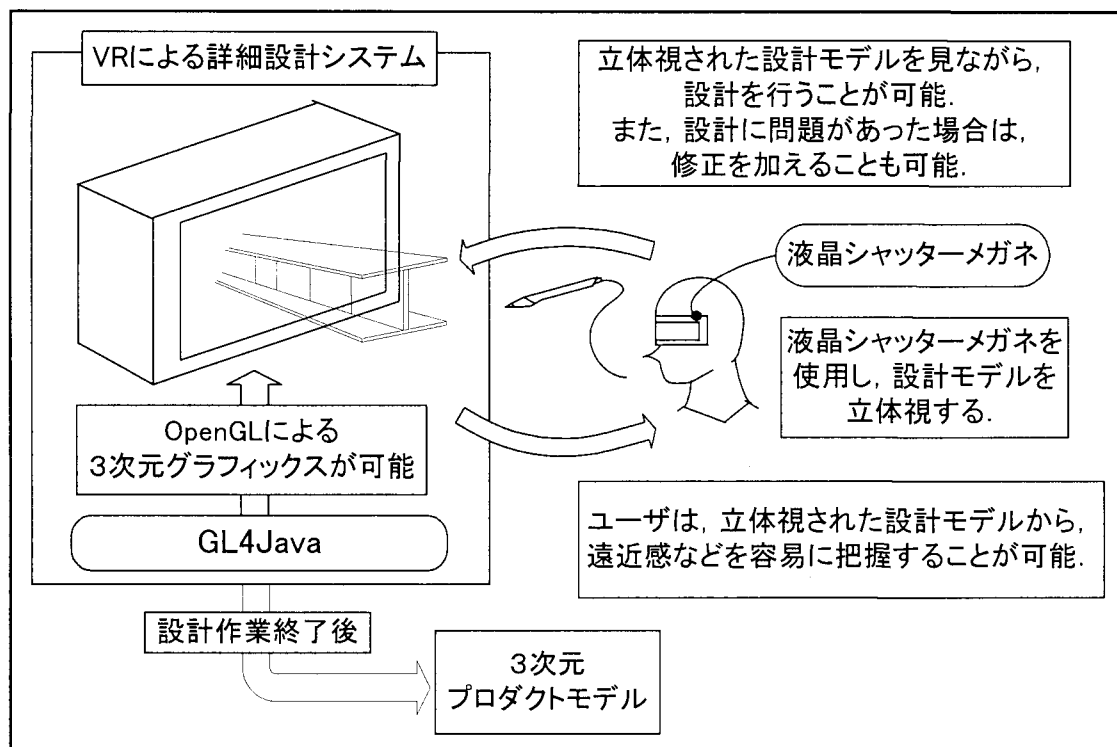 VRによる詳細設計システム
立体視された設計モデルを見ながら,
設計を行うことが可能.
また, 設計に問題があった場合は,
修正を加えることも可能.
液晶シャッターメガネ
液晶シャッターメガネを
使用し, 設計モデルを
立体視する.
OpenGLによる
3次元グラフィックスが可能
GL4Java
ユーザは, 立体視された設計モデルから,
遠近感などを容易に把握することが可能.
設計作業終了後
3次元
プロダクトモデル